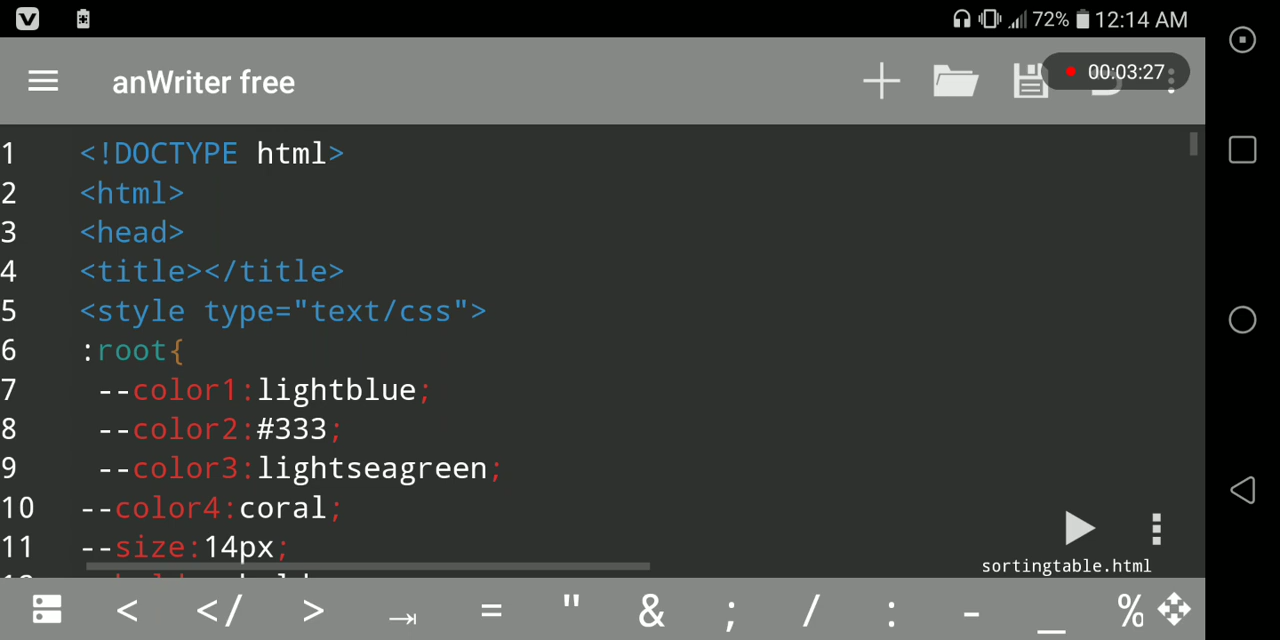 72% 12:14 AM
anWriter free
00:03:27
1 <!DOCTYPE html>
2 <html>
3 <head>
4 <title></title>
5 <style type="text/css">
6 :root{
7 --color1:lightblue;
8 --color2:#333;
9 --color3:lightseagreen;
10 --color4:coral;
11 --size:14px;
sortingtable.html
< </ > = " & ; / : - _ %